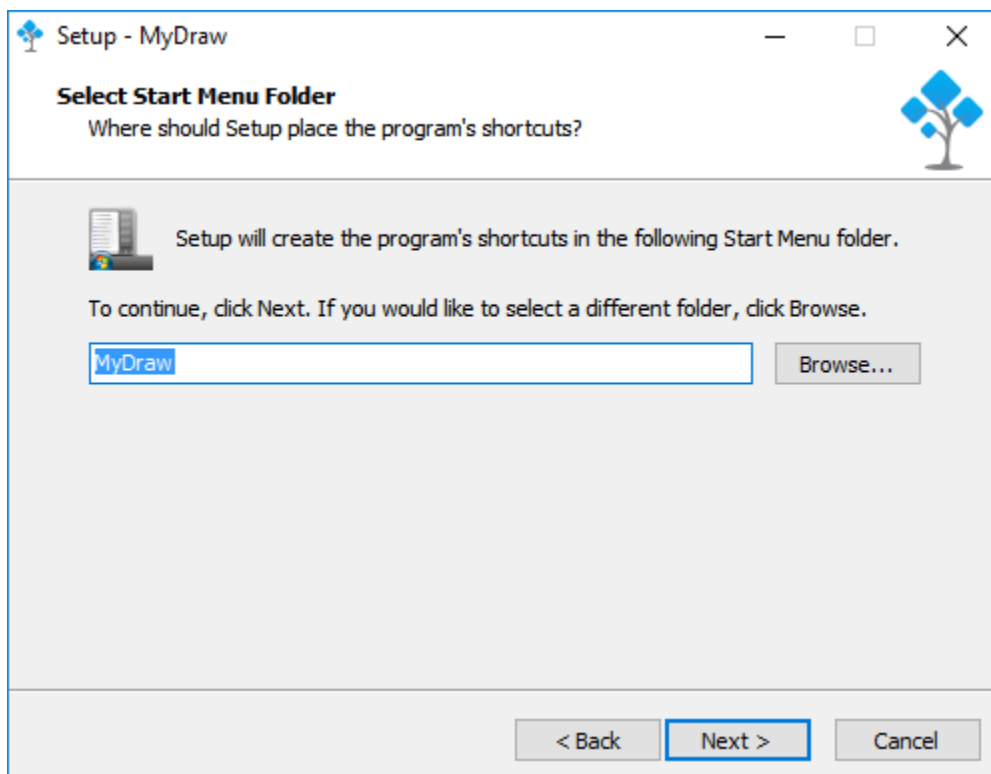 Setup - MyDraw
Select Start Menu Folder
Where should Setup place the program's shortcuts?
Setup will create the program's shortcuts in the following Start Menu folder.
To continue, click Next. If you would like to select a different folder, click Browse.
MyDraw
Browse...
< Back
Next >
Cancel